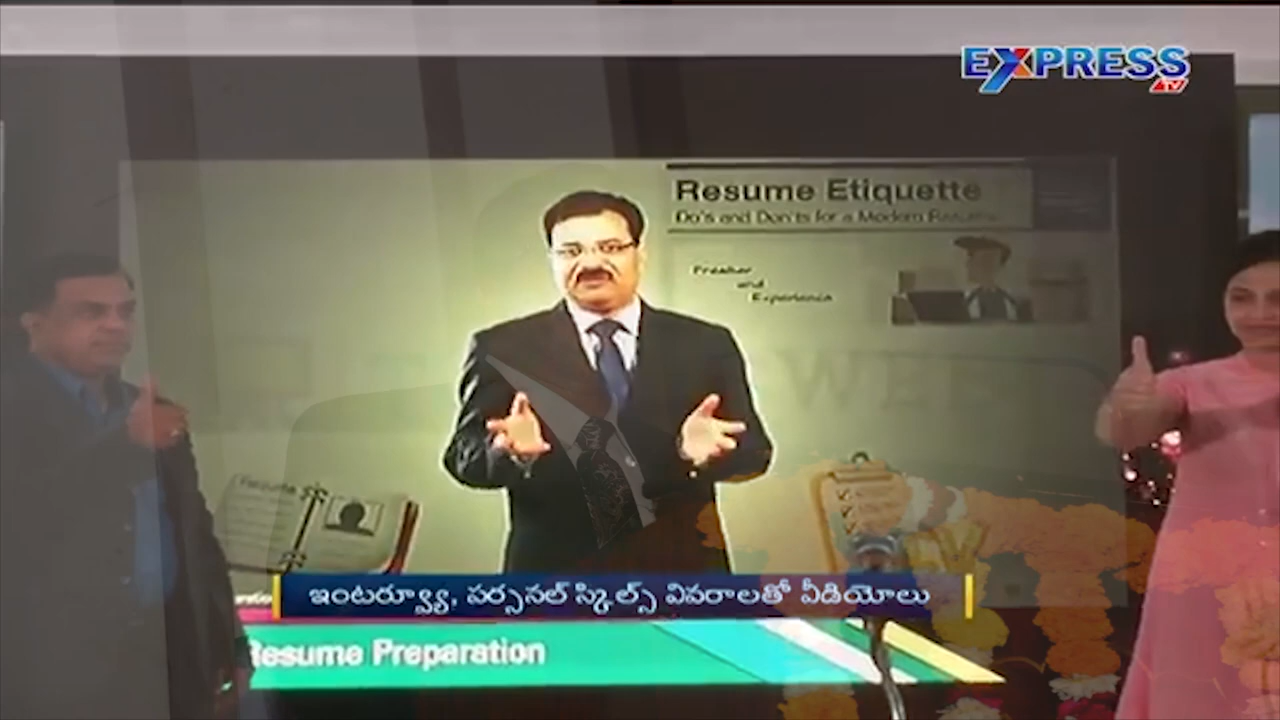 EXPRESS
TV
Resume Etiquette
Do's and Don'ts for a Modern Resume
Fresher
and
Experience
Resume
ఇంటర్వ్యూ, పర్సనల్ స్కిల్స్ వివరాలతో వీడియోలు
Resume Preparation